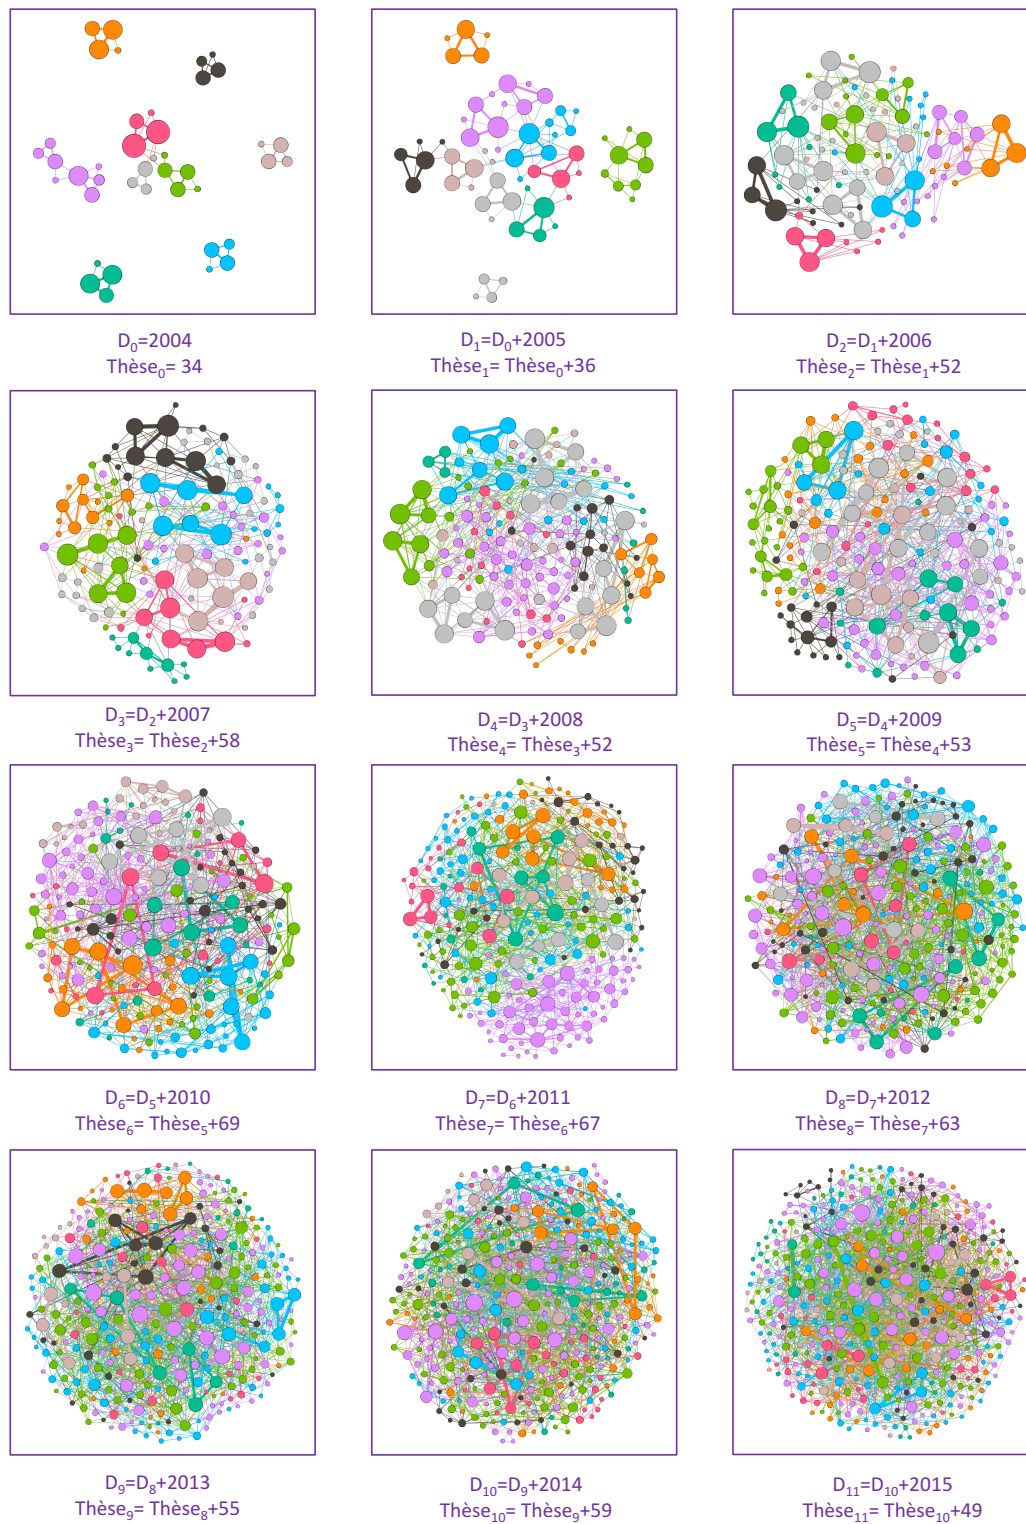 D₀=2004
Thèse₀= 34
D₁=D₀+2005
Thèse₁= Thèse₀+36
D₂=D₁+2006
Thèse₂= Thèse₁+52
D₃=D₂+2007
Thèse₃= Thèse₂+58
D₄=D₃+2008
Thèse₄= Thèse₃+52
D₅=D₄+2009
Thèse₅= Thèse₄+53
D₆=D₅+2010
Thèse₆= Thèse₅+69
D₇=D₆+2011
Thèse₇= Thèse₆+67
D₈=D₇+2012
Thèse₈= Thèse₇+63
D₉=D₈+2013
Thèse₉= Thèse₈+55
D₁₀=D₉+2014
Thèse₁₀= Thèse₉+59
D₁₁=D₁₀+2015
Thèse₁₁= Thèse₁₀+49